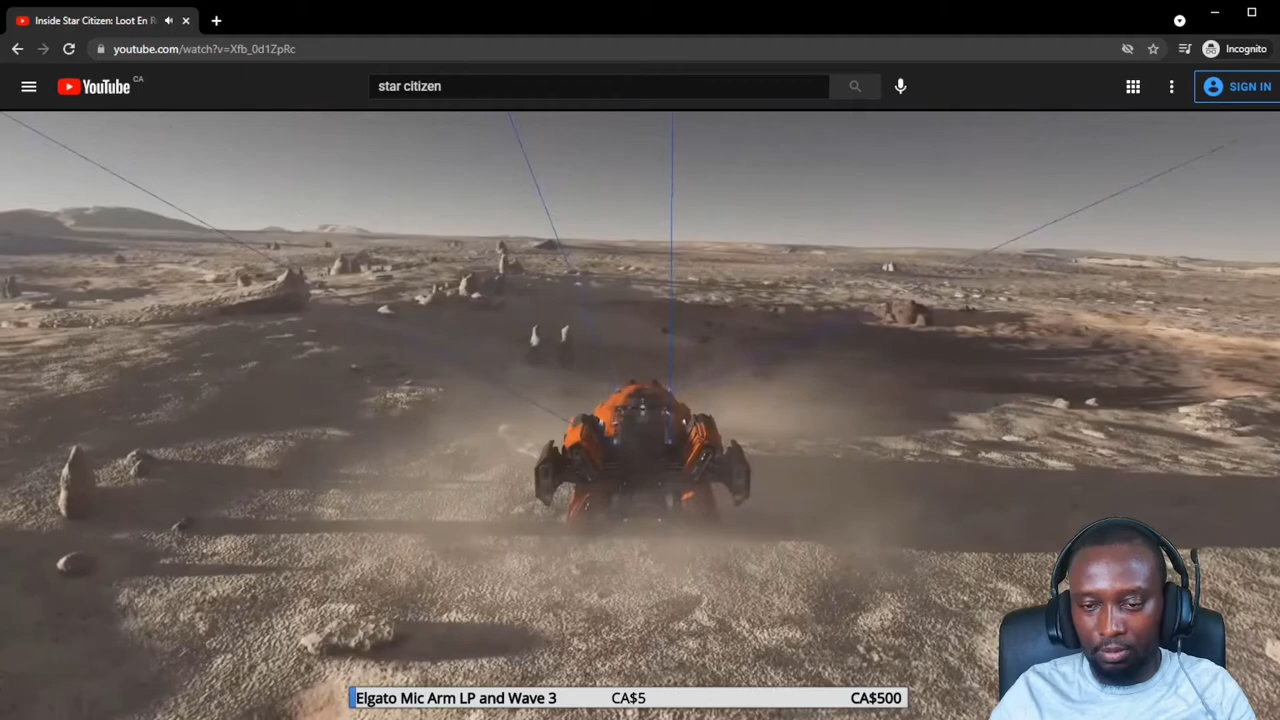 Inside Star Citizen: Loot En
youtube.com/watch?v=Xfb_0d1ZpRc
Incognito
YouTube CA
star citizen
SIGN IN
Elgato Mic Arm LP and Wave 3 CA$5 CA$500